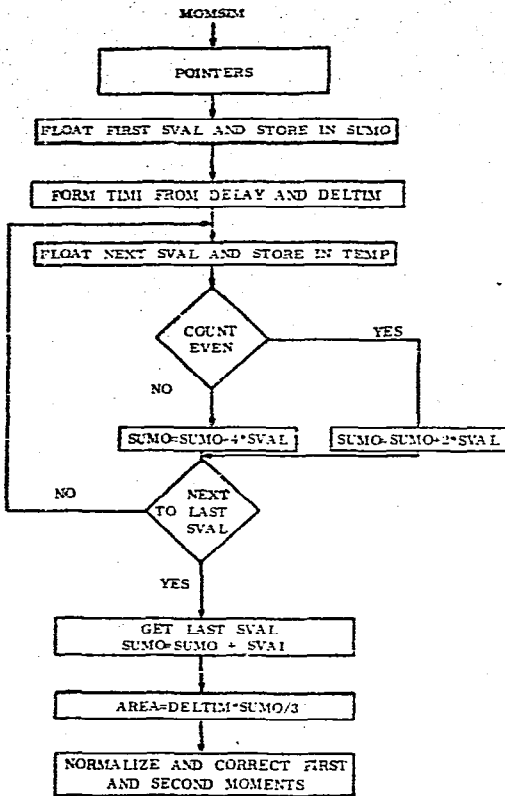 MOMSIM
POINTERS
FLOAT FIRST SVAL AND STORE IN SUMO
FORM TIMI FROM DELAY AND DELTIM
FLOAT NEXT SVAL AND STORE IN TEMP
COUNT
EVEN
YES
NO
SUMO=SUMO+4*SVAL
SUMO=SUMO+2*SVAL
NO
NEXT
TO LAST
SVAL
YES
GET LAST SVAL
SUMO=SUMO + SVAL
AREA=DELTIM*SUMO/3
NORMALIZE AND CORRECT FIRST
AND SECOND MOMENTS